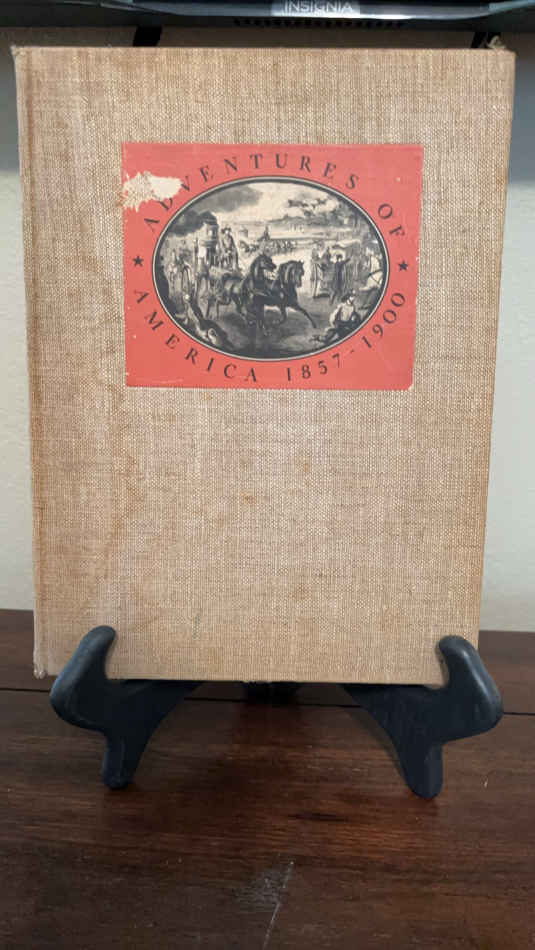 INSIGNIA
ADVENTURES OF
AMERICA 1857-1900